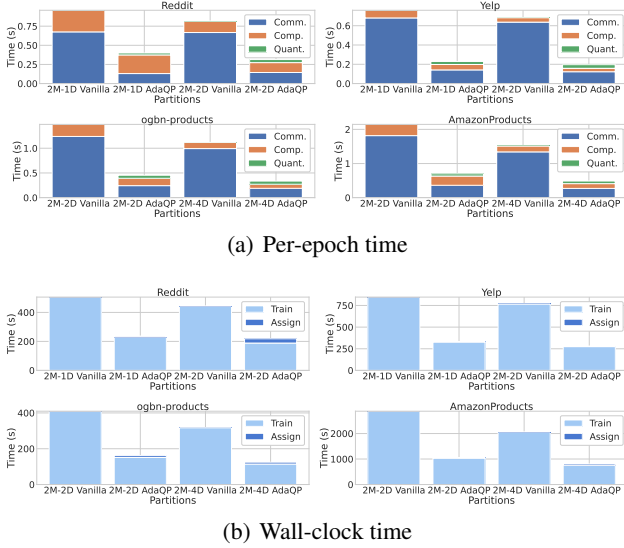 Reddit
Time (s)
0.75
0.50
0.25
0.00
Comm.
Comp.
Quant.
2M-1D Vanilla 2M-1D AdaQP 2M-2D Vanilla 2M-2D AdaQP
Partitions
Yelp
Time (s)
0.6
0.4
0.2
0.0
Comm.
Comp.
Quant.
2M-1D Vanilla 2M-1D AdaQP 2M-2D Vanilla 2M-2D AdaQP
Partitions
ogbn-products
Time (s)
1.0
0.5
0.0
Comm.
Comp.
Quant.
2M-2D Vanilla 2M-2D AdaQP 2M-4D Vanilla 2M-4D AdaQP
Partitions
AmazonProducts
Time (s)
2
1
0
Comm.
Comp.
Quant.
2M-2D Vanilla 2M-2D AdaQP 2M-4D Vanilla 2M-4D AdaQP
Partitions
(a) Per-epoch time
Reddit
Time (s)
400
200
0
Train
Assign
2M-1D Vanilla 2M-1D AdaQP 2M-2D Vanilla 2M-2D AdaQP
Partitions
Yelp
Time (s)
750
500
250
0
Train
Assign
2M-1D Vanilla 2M-1D AdaQP 2M-2D Vanilla 2M-2D AdaQP
Partitions
ogbn-products
Time (s)
400
200
0
Train
Assign
2M-2D Vanilla 2M-2D AdaQP 2M-4D Vanilla 2M-4D AdaQP
Partitions
AmazonProducts
Time (s)
2000
1000
0
Train
Assign
2M-2D Vanilla 2M-2D AdaQP 2M-4D Vanilla 2M-4D AdaQP
Partitions
(b) Wall-clock time